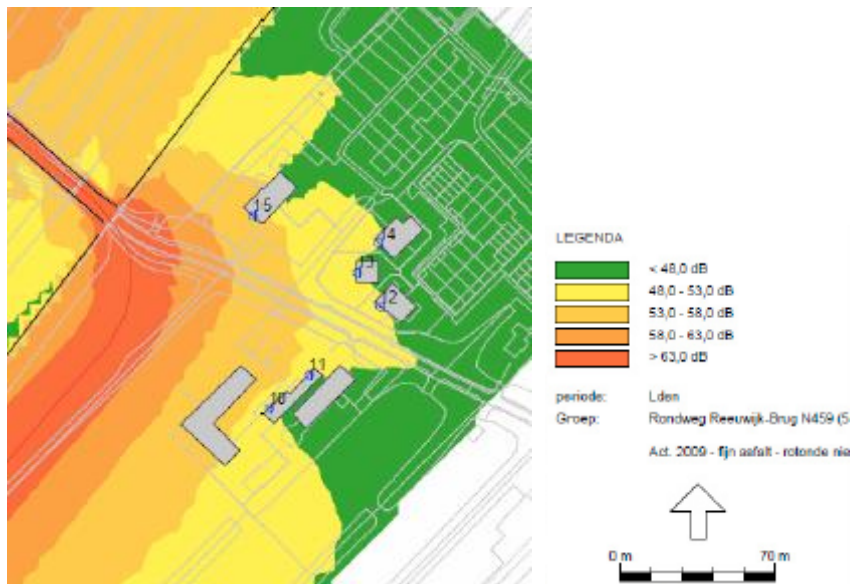 15
4
13
2
11
10
LEGENDA
< 48,0 dB
48,0 - 53,0 dB
53,0 - 58,0 dB
58,0 - 63,0 dB
> 63,0 dB
periode: Lden
Groep: Rondweg Reeuwijk-Brug N459 (5
Act. 2009 - fijn asfalt - rotonde nie
0 m 70 m